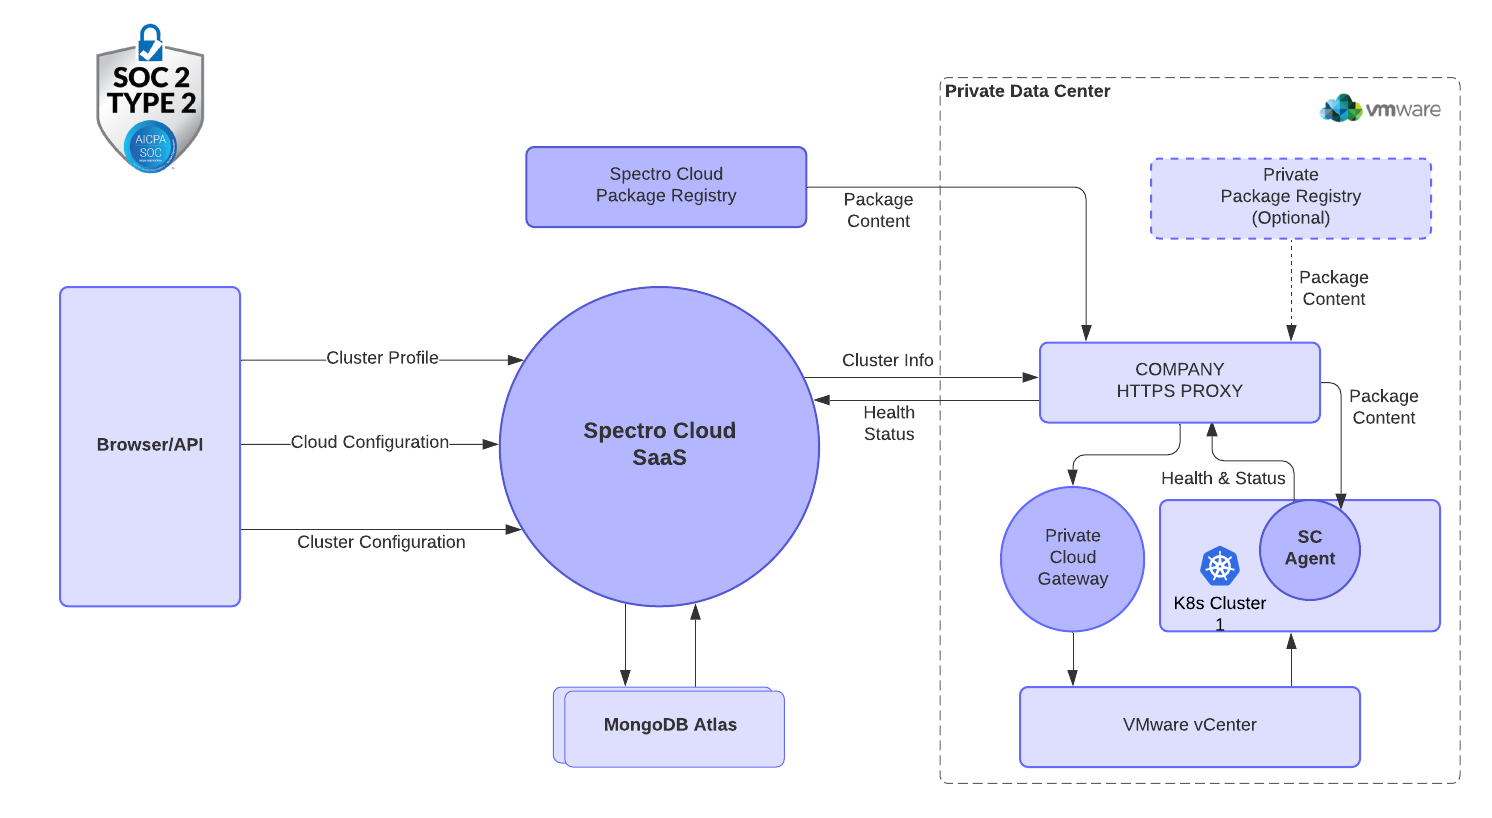 SOC 2
TYPE 2
AICPA
SOC
Private Data Center
vmware
Spectro Cloud
Package Registry
Package
Content
Private
Package Registry
(Optional)
Package
Content
Browser/API
Cluster Profile
Cloud Configuration
Cluster Configuration
Spectro Cloud
SaaS
Cluster Info
Health
Status
COMPANY
HTTPS PROXY
Package
Content
Health & Status
Private
Cloud
Gateway
SC
Agent
K8s Cluster
1
MongoDB Atlas
VMware vCenter